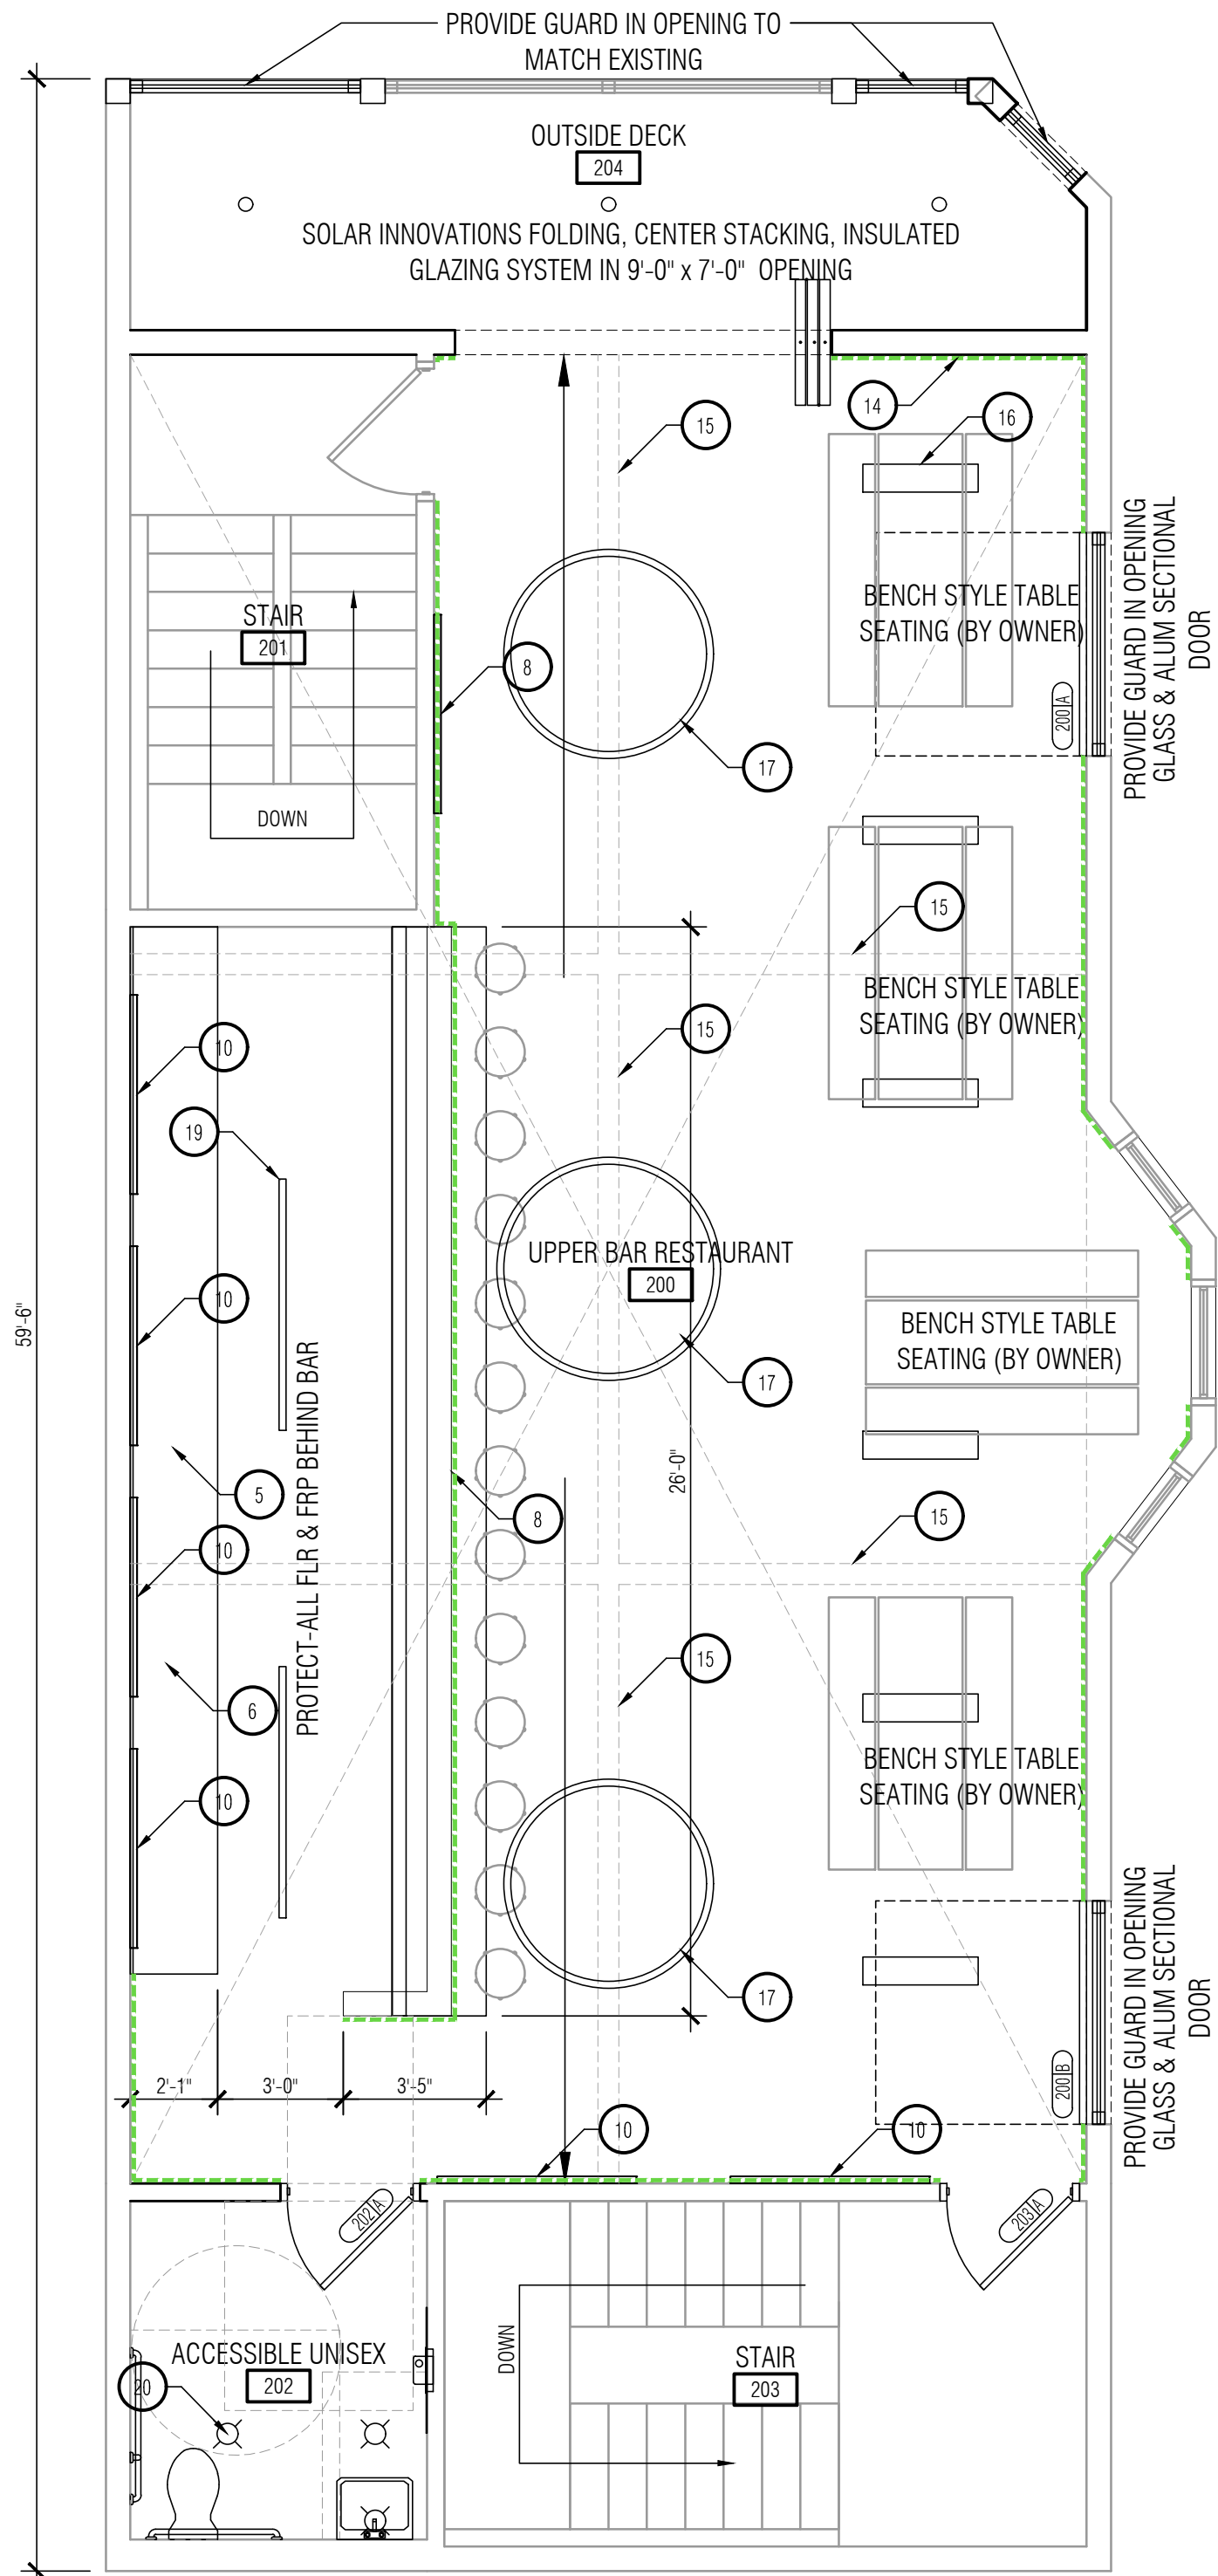 PROVIDE GUARD IN OPENING TO
MATCH EXISTING
OUTSIDE DECK
204
SOLAR INNOVATIONS FOLDING, CENTER STACKING, INSULATED
GLAZING SYSTEM IN 9'-0" x 7'-0" OPENING
14
16
15
PROVIDE GUARD IN OPENING
GLASS & ALUM SECTIONAL
DOOR
BENCH STYLE TABLE
SEATING (BY OWNER)
STAIR
201
8
200 A
17
DOWN
15
BENCH STYLE TABLE
SEATING (BY OWNER)
15
10
19
UPPER BAR RESTAURANT
200
10
59'-6"
BENCH STYLE TABLE
SEATING (BY OWNER)
17
PROTECT-ALL FLR & FRP BEHIND BAR
26'-0"
5
8
15
10
15
6
BENCH STYLE TABLE
SEATING (BY OWNER)
10
17
PROVIDE GUARD IN OPENING
GLASS & ALUM SECTIONAL
DOOR
200 B
2'-1"
3'-0"
3'-5"
10
10
202 A
203 A
ACCESSIBLE UNISEX
202
20
DOWN
STAIR
203